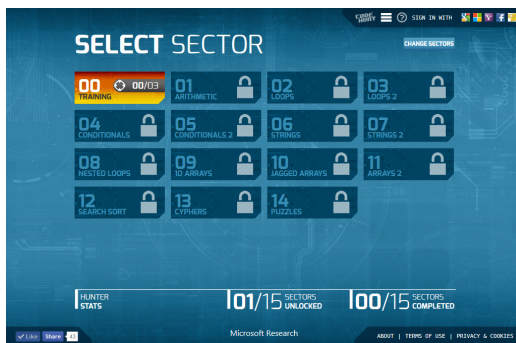 CODE HUNT
SIGN IN WITH
SELECT SECTOR
CHANGE SECTORS
00 00/03
TRAINING
01
ARITHMETIC
02
LOOPS
03
LOOPS 2
04
CONDITIONALS
05
CONDITIONALS 2
06
STRINGS
07
STRINGS 2
08
NESTED LOOPS
09
1D ARRAYS
10
JAGGED ARRAYS
11
ARRAYS 2
12
SEARCH SORT
13
CYPHERS
14
PUZZLES
HUNTER
STATS
01/15 SECTORS UNLOCKED
00/15 SECTORS COMPLETED
Like Share 43
Microsoft Research
ABOUT | TERMS OF USE | PRIVACY & COOKIES